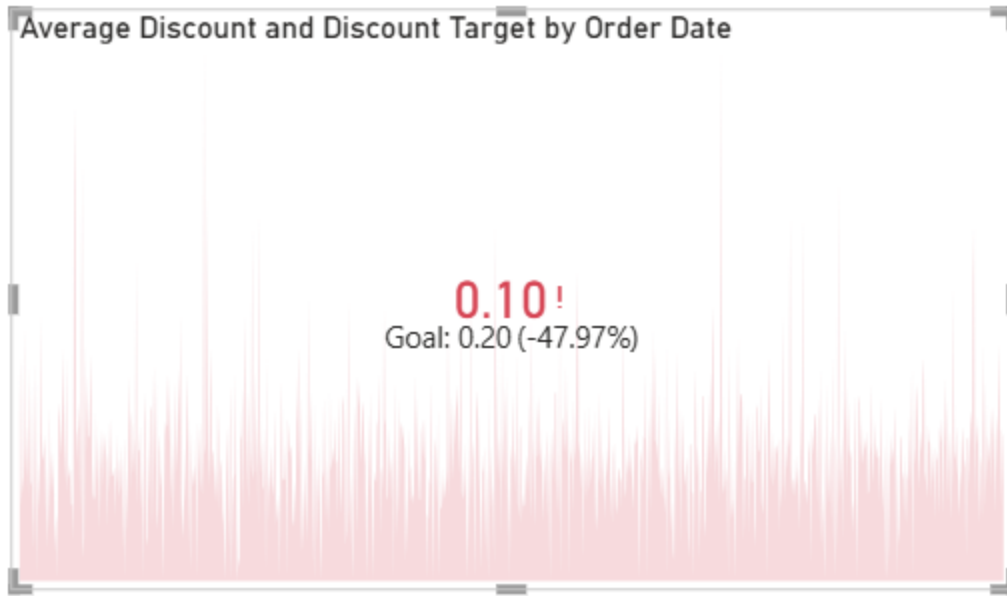 Average Discount and Discount Target by Order Date
0.10!
Goal: 0.20 (-47.97%)